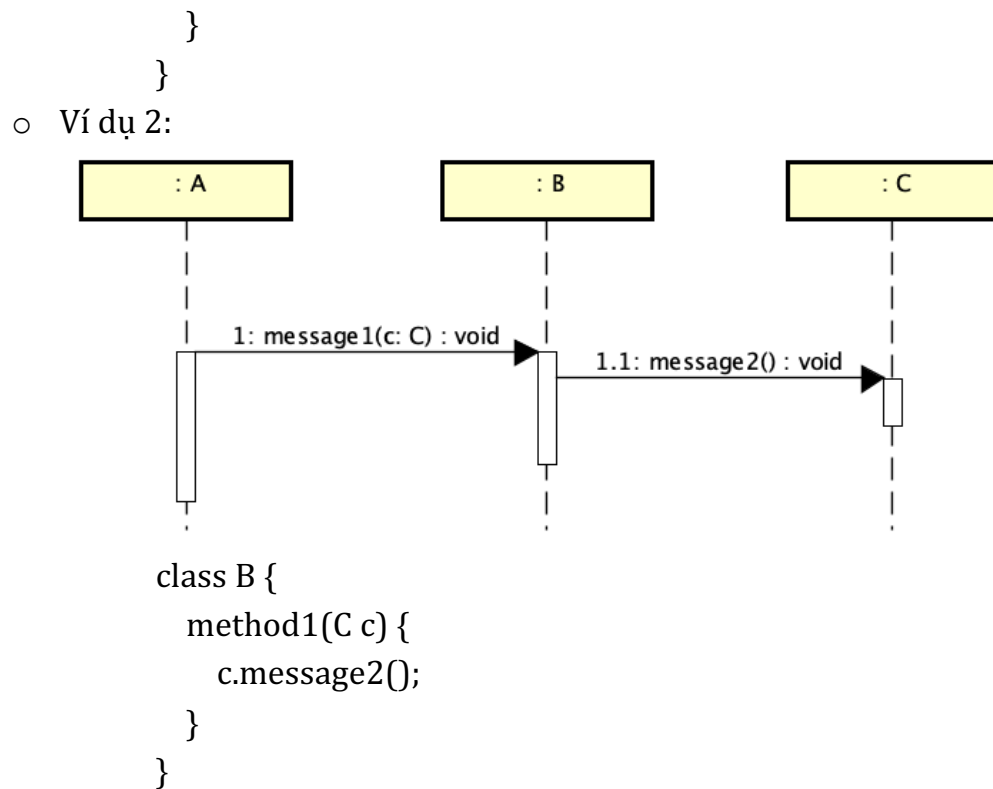 }
}
o Ví dụ 2:
: A : B : C
1: message1(c: C) : void
1.1: message2() : void
class B {
method1(C c) {
c.message2();
}
}